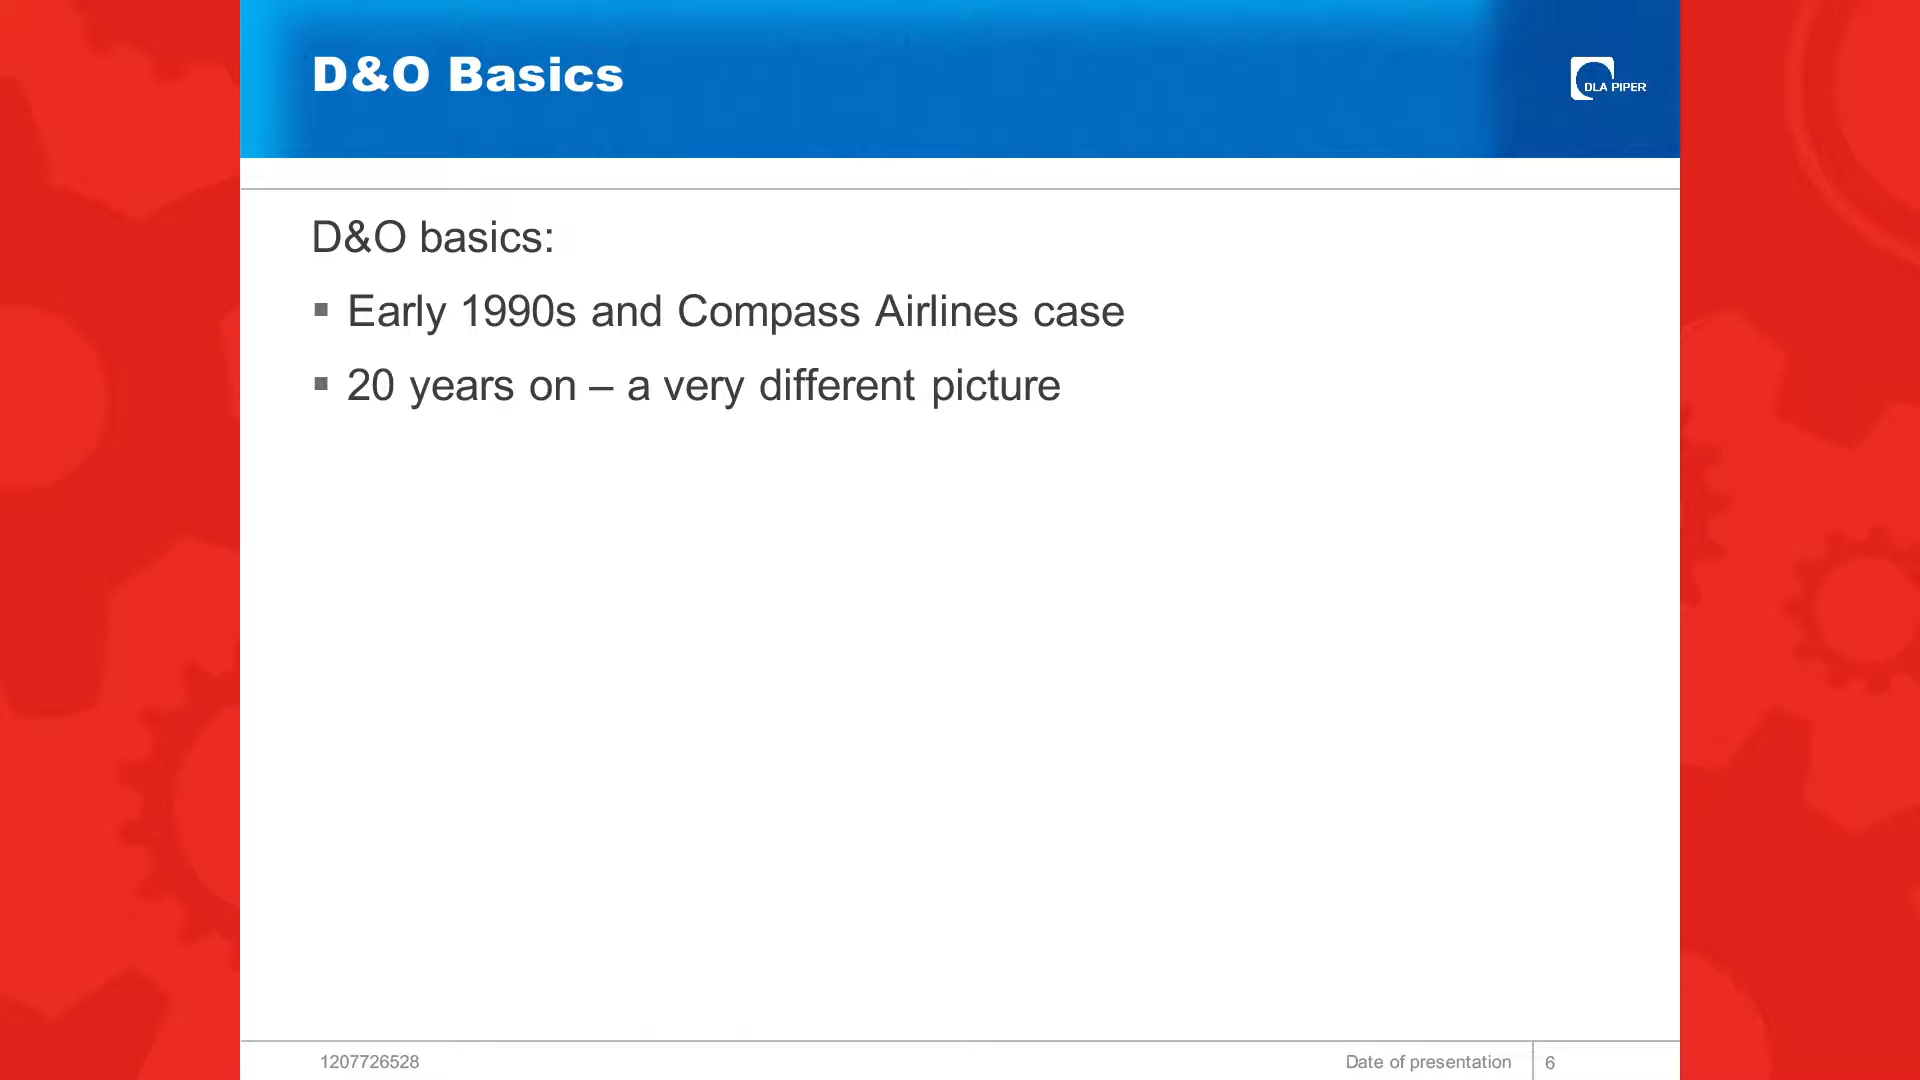 D&O Basics
DLA PIPER
D&O basics:
▪ Early 1990s and Compass Airlines case
▪ 20 years on – a very different picture
1207726528
Date of presentation
6